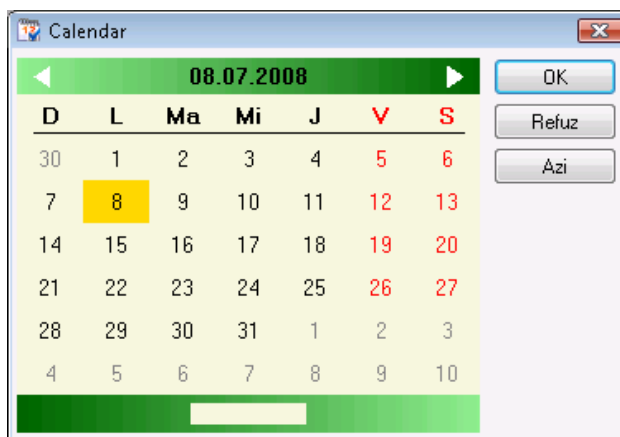 Calendar
08.07.2008
OK
D L Ma Mi J V S
Refuz
30 1 2 3 4 5 6
Azi
7 8 9 10 11 12 13
14 15 16 17 18 19 20
21 22 23 24 25 26 27
28 29 30 31 1 2 3
4 5 6 7 8 9 10